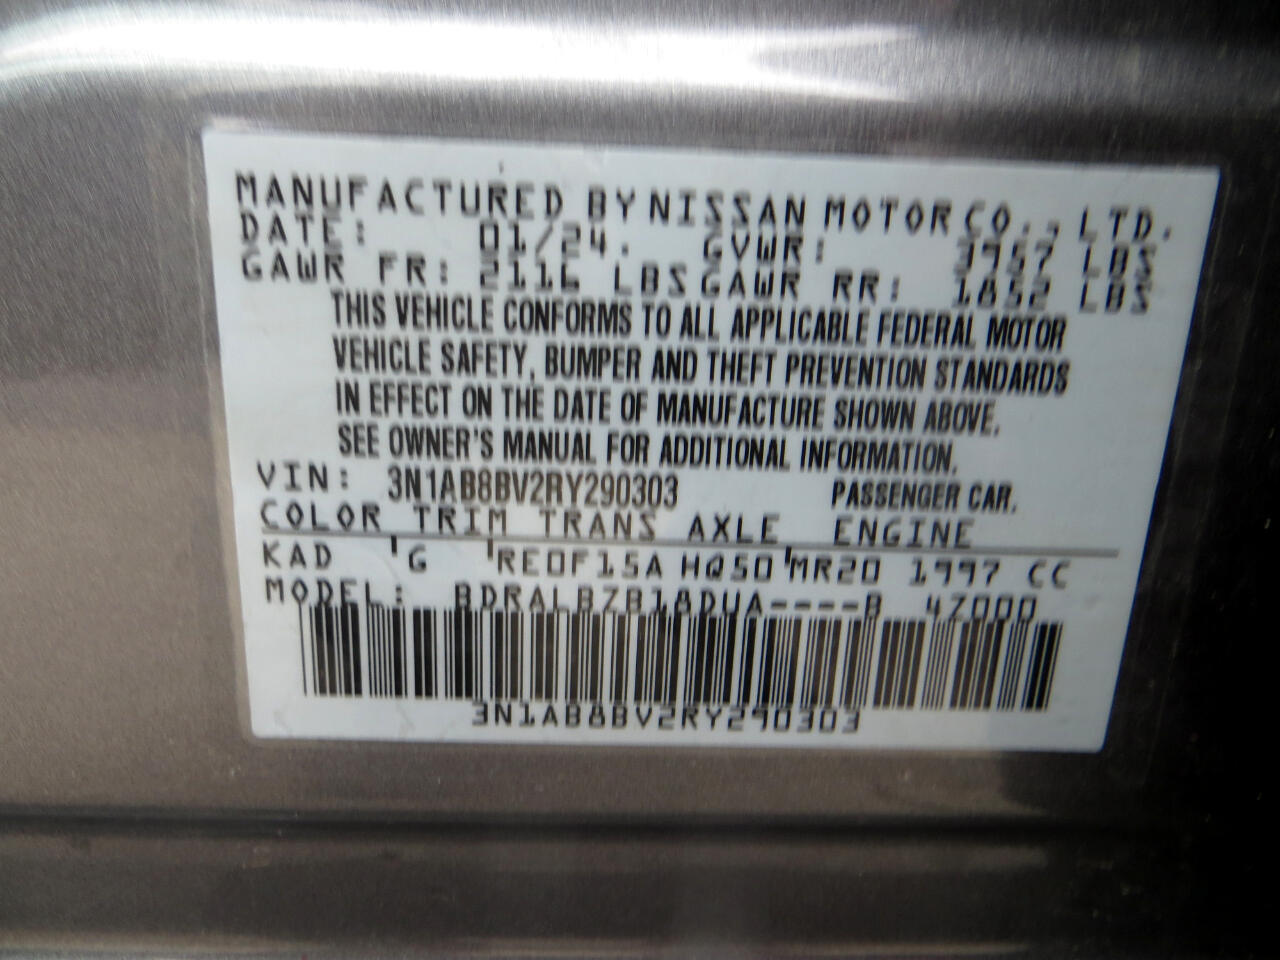 MANUFACTURED BY NISSAN MOTOR CO., LTD.
DATE: 01/24. GVWR: 3957 LBS
GAWR FR: 2116 LBS GAWR RR: 1852 LBS
THIS VEHICLE CONFORMS TO ALL APPLICABLE FEDERAL MOTOR
VEHICLE SAFETY, BUMPER AND THEFT PREVENTION STANDARDS
IN EFFECT ON THE DATE OF MANUFACTURE SHOWN ABOVE.
SEE OWNER'S MANUAL FOR ADDITIONAL INFORMATION.
VIN: 3N1AB8BV2RY290303 PASSENGER CAR.
COLOR TRIM TRANS AXLE ENGINE
KAD 'G 'RE0F15A HQ50'MR20 1997 CC
MODEL: BDRALBZB18DUA----B 4Z000
3N1AB8BV2RY290303